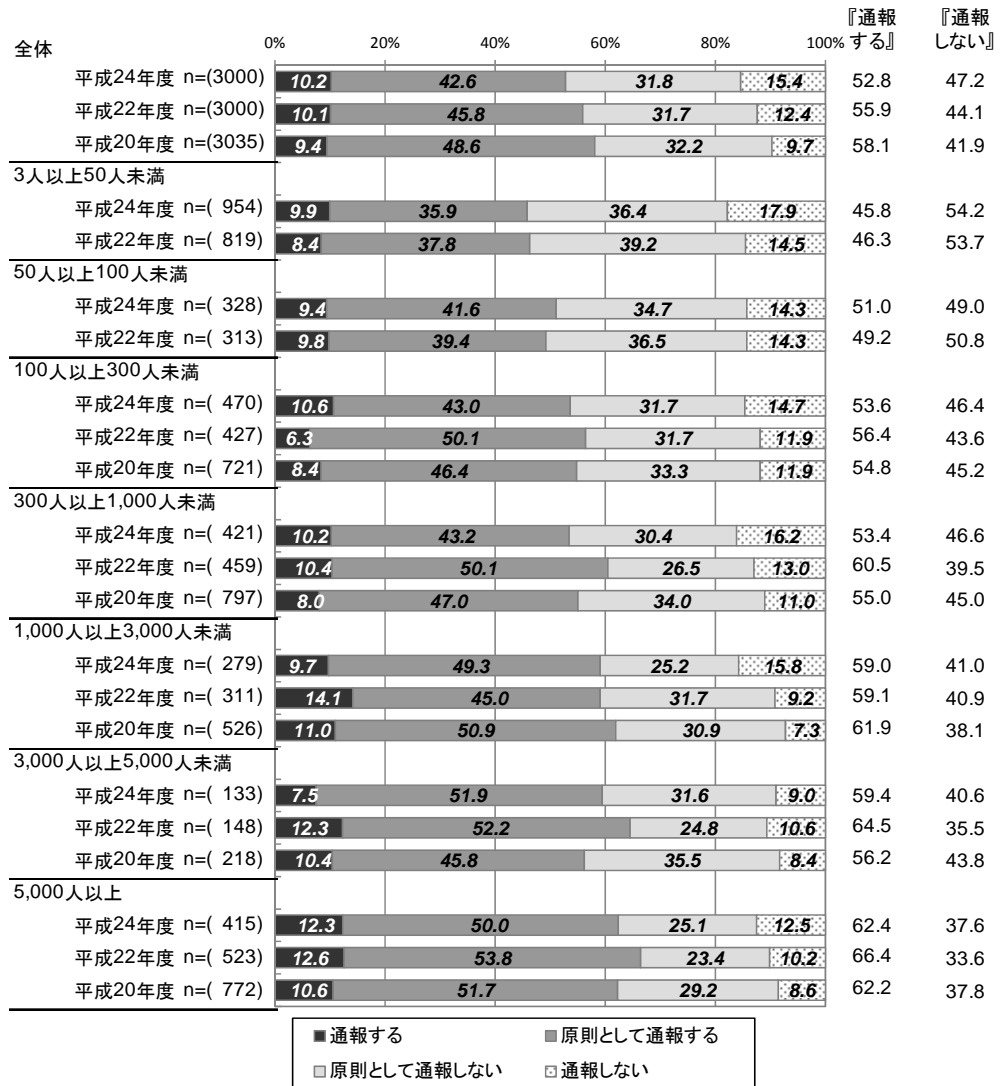 『通報 『通報
全体 0% 20% 40% 60% 80% 100% する』 しない』
平成24年度 n=(3000) 10.2 42.6 31.8 15.4 52.8 47.2
平成22年度 n=(3000) 10.1 45.8 31.7 12.4 55.9 44.1
平成20年度 n=(3035) 9.4 48.6 32.2 9.7 58.1 41.9
3人以上50人未満
平成24年度 n=( 954) 9.9 35.9 36.4 17.9 45.8 54.2
平成22年度 n=( 819) 8.4 37.8 39.2 14.5 46.3 53.7
50人以上100人未満
平成24年度 n=( 328) 9.4 41.6 34.7 14.3 51.0 49.0
平成22年度 n=( 313) 9.8 39.4 36.5 14.3 49.2 50.8
100人以上300人未満
平成24年度 n=( 470) 10.6 43.0 31.7 14.7 53.6 46.4
平成22年度 n=( 427) 6.3 50.1 31.7 11.9 56.4 43.6
平成20年度 n=( 721) 8.4 46.4 33.3 11.9 54.8 45.2
300人以上1,000人未満
平成24年度 n=( 421) 10.2 43.2 30.4 16.2 53.4 46.6
平成22年度 n=( 459) 10.4 50.1 26.5 13.0 60.5 39.5
平成20年度 n=( 797) 8.0 47.0 34.0 11.0 55.0 45.0
1,000人以上3,000人未満
平成24年度 n=( 279) 9.7 49.3 25.2 15.8 59.0 41.0
平成22年度 n=( 311) 14.1 45.0 31.7 9.2 59.1 40.9
平成20年度 n=( 526) 11.0 50.9 30.9 7.3 61.9 38.1
3,000人以上5,000人未満
平成24年度 n=( 133) 7.5 51.9 31.6 9.0 59.4 40.6
平成22年度 n=( 148) 12.3 52.2 24.8 10.6 64.5 35.5
平成20年度 n=( 218) 10.4 45.8 35.5 8.4 56.2 43.8
5,000人以上
平成24年度 n=( 415) 12.3 50.0 25.1 12.5 62.4 37.6
平成22年度 n=( 523) 12.6 53.8 23.4 10.2 66.4 33.6
平成20年度 n=( 772) 10.6 51.7 29.2 8.6 62.2 37.8
通報する 原則として通報する
原則として通報しない 通報しない